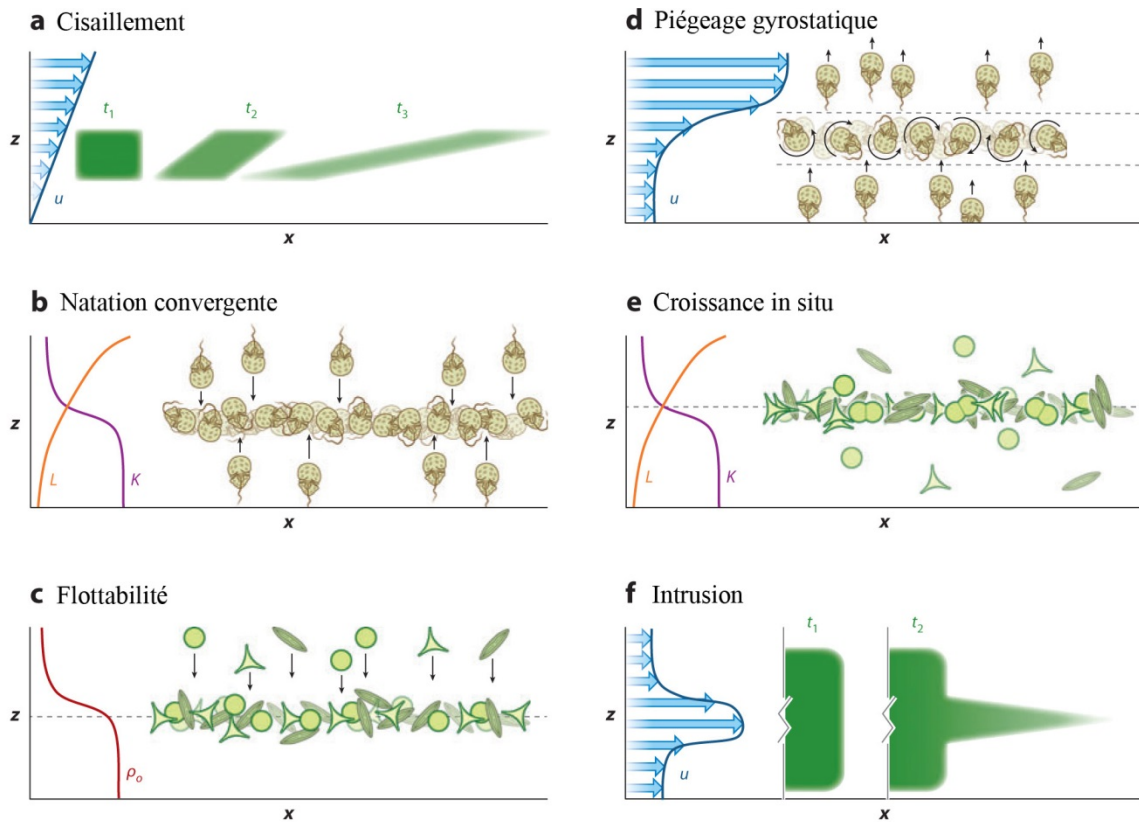 a Cisaillement
t1
t2
t3
z
u
x
b Natation convergente
z
L
K
x
c Flottabilité
z
ρo
x
d Piégeage gyrostatique
z
u
x
e Croissance in situ
z
L
K
x
f Intrusion
t1
t2
z
u
x